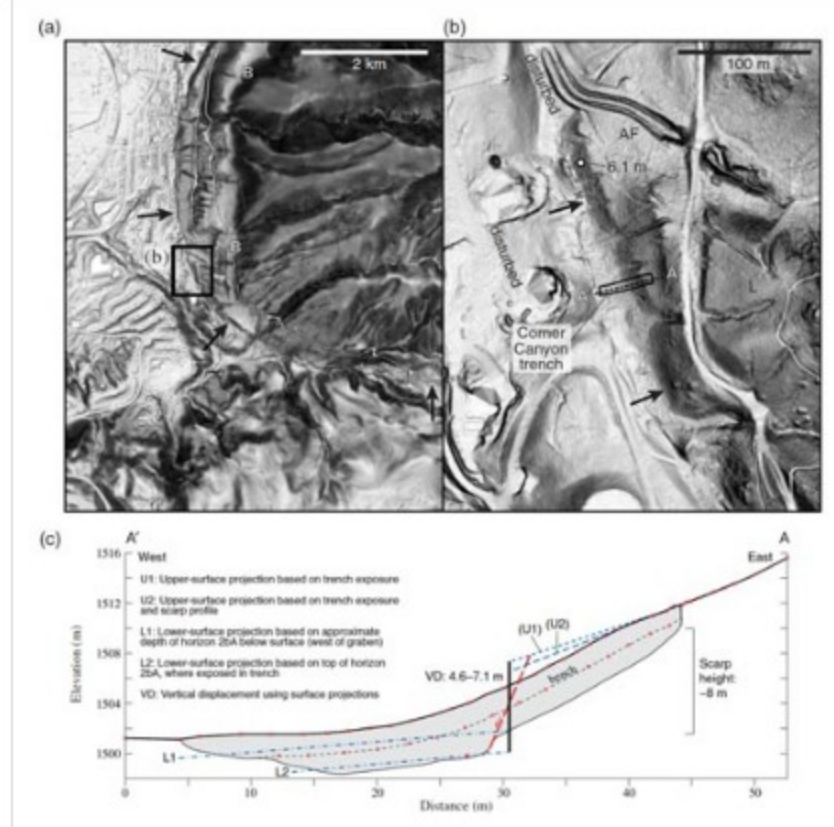 (a)
(b)
B
2 km
B
(b)
disturbed
100 m
AF
6.1 m
disturbed
A'
A
L
L
Corner
Canyon
trench
(c)
A'
A
1516
West
East
U1: Upper-surface projection based on trench exposure
U2: Upper-surface projection based on trench exposure
and scarp profile
1512
L1: Lower-surface projection based on approximate
depth of horizon 2bA below surface (west of graben)
(U1)
(U2)
1508
L2: Lower-surface projection based on top of horizon
2bA, where exposed in trench
VD: 4.6–7.1 m
bench
Scarp
height:
~8 m
VD: Vertical displacement using surface projections
1504
Elevation (m)
1500
L1
L2
0
10
20
30
40
50
Distance (m)